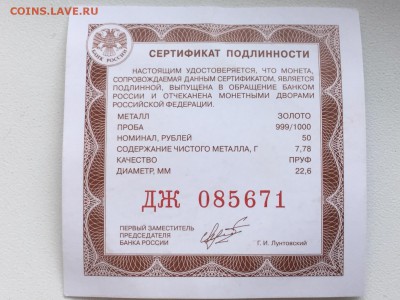 COINS.LAVE.RU
БАНК РОССИИ
СЕРТИФИКАТ ПОДЛИННОСТИ
НАСТОЯЩИМ УДОСТОВЕРЯЕТСЯ, ЧТО МОНЕТА,
СОПРОВОЖДАЕМАЯ ДАННЫМ СЕРТИФИКАТОМ, ЯВЛЯЕТСЯ
ПОДЛИННОЙ, ВЫПУЩЕНА В ОБРАЩЕНИЕ БАНКОМ
РОССИИ И ОТЧЕКАНЕНА МОНЕТНЫМИ ДВОРАМИ
РОССИЙСКОЙ ФЕДЕРАЦИИ.
МЕТАЛЛ ЗОЛОТО
ПРОБА 999/1000
НОМИНАЛ, РУБЛЕЙ 50
СОДЕРЖАНИЕ ЧИСТОГО МЕТАЛЛА, Г 7,78
КАЧЕСТВО ПРУФ
ДИАМЕТР, ММ 22,6
ДЖ 085671
ПЕРВЫЙ ЗАМЕСТИТЕЛЬ
ПРЕДСЕДАТЕЛЯ
БАНКА РОССИИ Г. И. Лунтовский